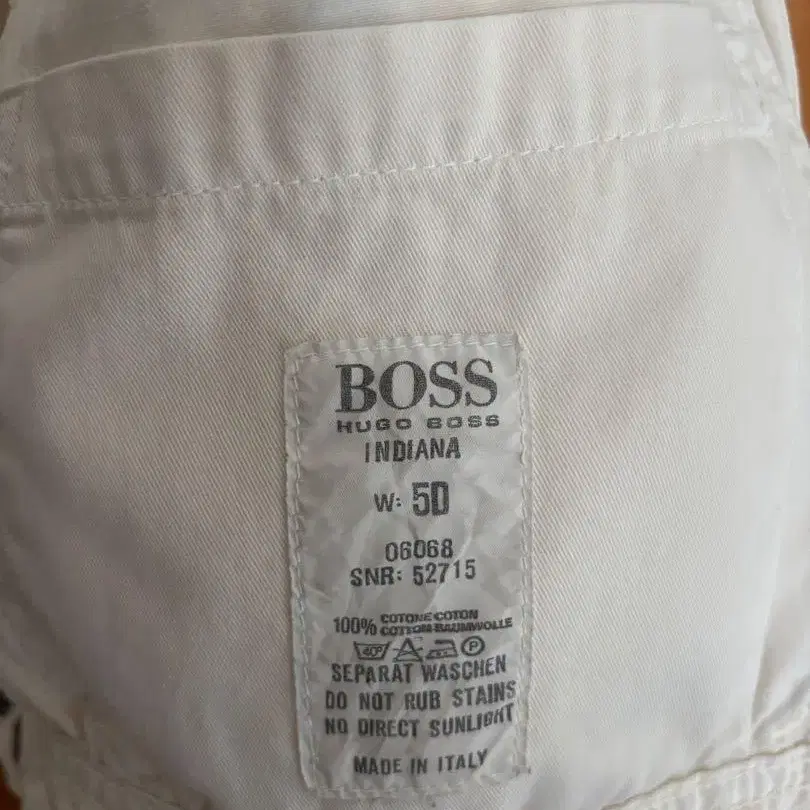 BOSS
HUGO BOSS
INDIANA
W: 50
06068
SNR: 52715
100% COTONE COTON
COTTON BAUMWOLLE
40° P
SEPARAT WASCHEN
DO NOT RUB STAINS
NO DIRECT SUNLIGHT
MADE IN ITALY